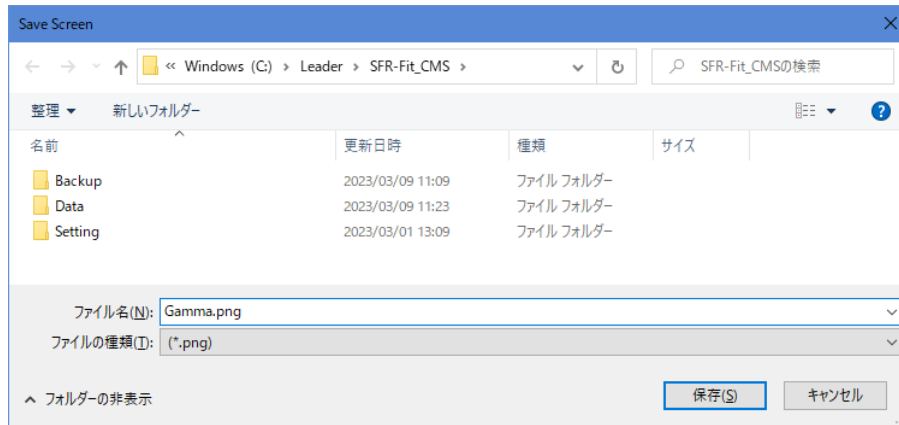 Save Screen
« Windows (C:) › Leader › SFR-Fit_CMS › SFR-Fit_CMSの検索
整理 新しいフォルダー ?
名前 更新日時 種類 サイズ
Backup 2023/03/09 11:09 ファイル フォルダー
Data 2023/03/09 11:23 ファイル フォルダー
Setting 2023/03/01 13:09 ファイル フォルダー
ファイル名(N): Gamma.png
ファイルの種類(T): (*.png)
フォルダーの非表示 保存(S) キャンセル